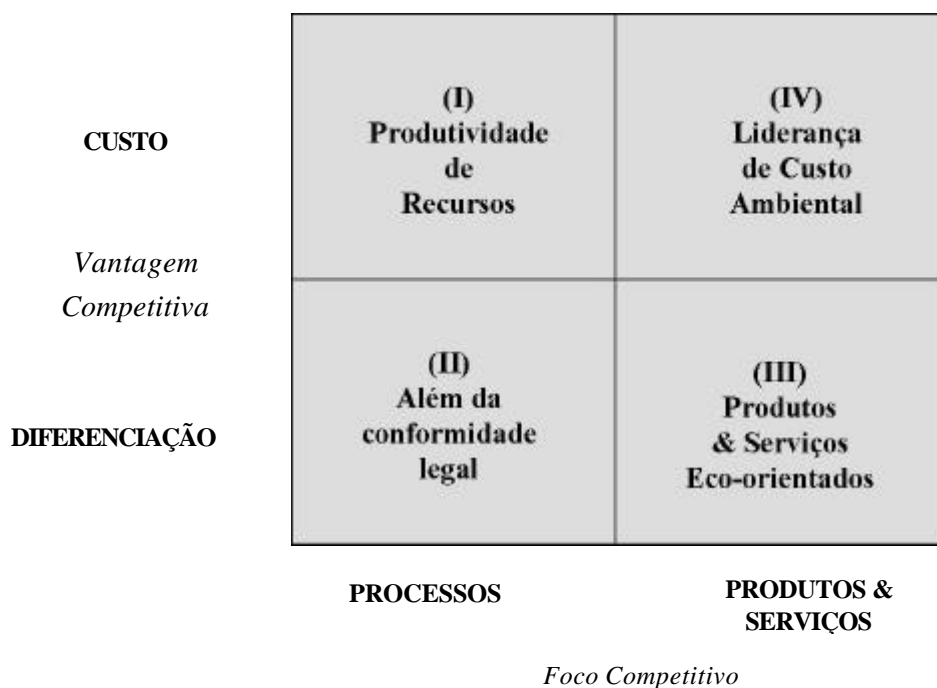 (I)
Produtividade
de
Recursos
(IV)
Liderança
de Custo
Ambiental
CUSTO
Vantagem
Competitiva
(II)
Além da
conformidade
legal
(III)
Produtos
& Serviços
Eco-orientados
DIFERENCIAÇÃO
PROCESSOS
PRODUTOS &
SERVIÇOS
Foco Competitivo